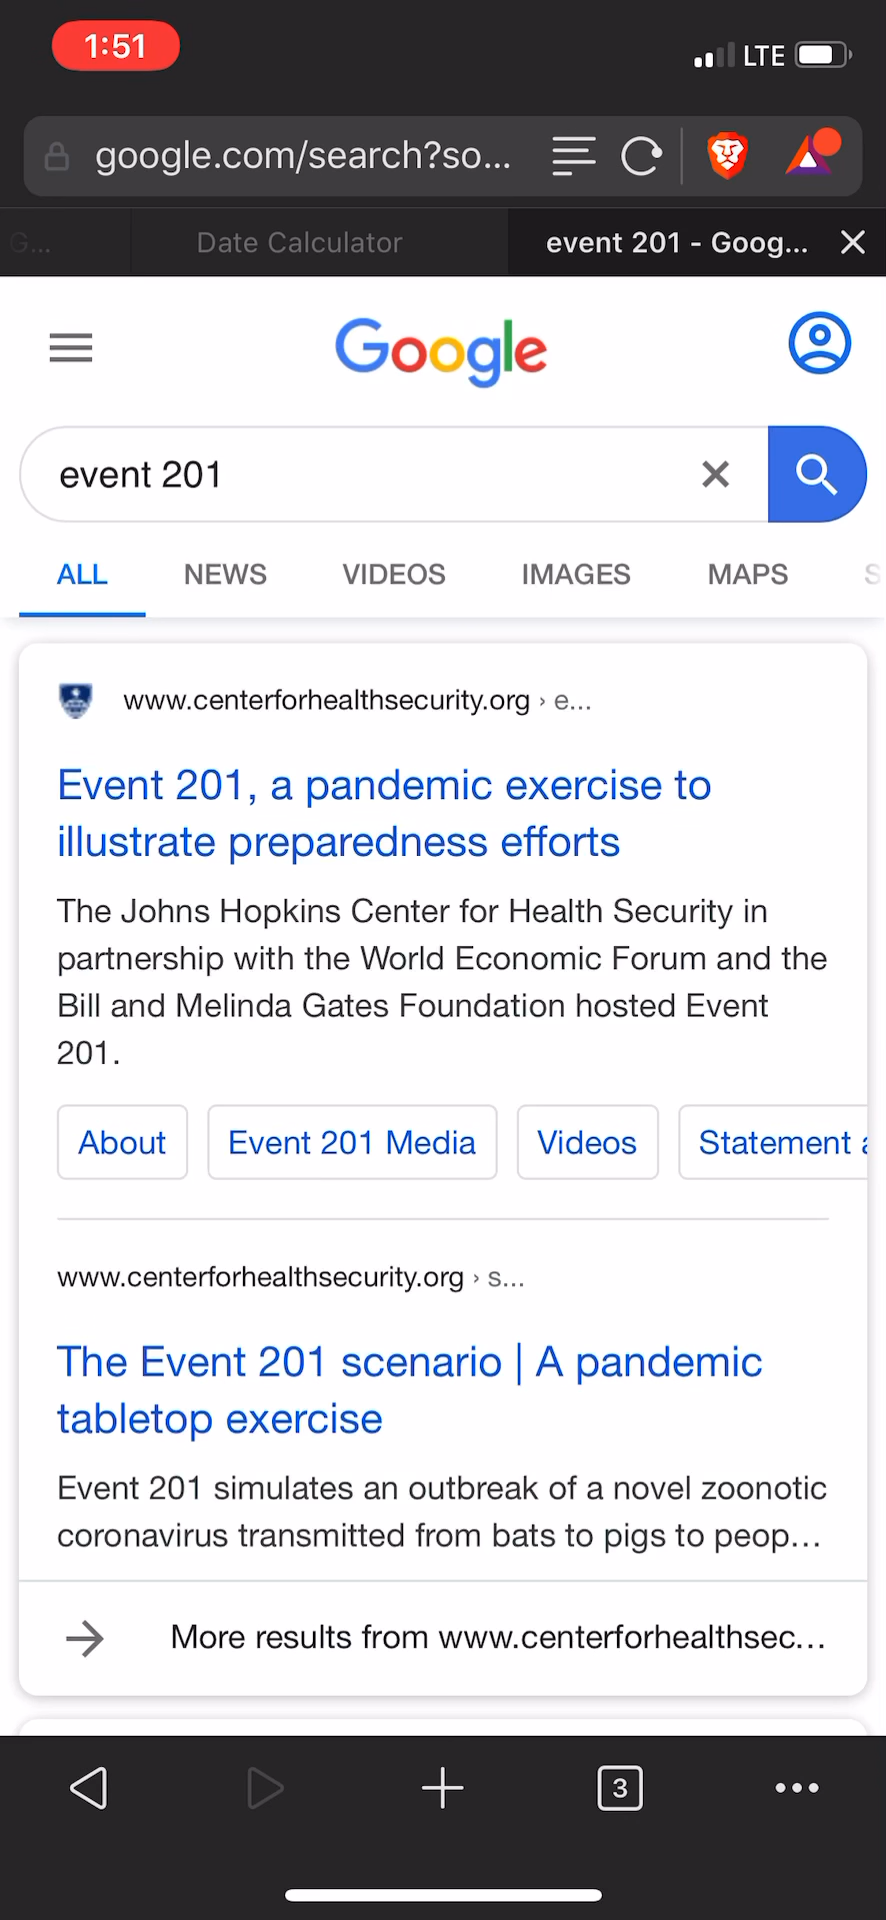 1:51
LTE
google.com/search?so...
G...
Date Calculator
event 201 - Goog...
Google
event 201
ALL
NEWS
VIDEOS
IMAGES
MAPS
S
www.centerforhealthsecurity.org › e...
Event 201, a pandemic exercise to
illustrate preparedness efforts
The Johns Hopkins Center for Health Security in
partnership with the World Economic Forum and the
Bill and Melinda Gates Foundation hosted Event
201.
About
Event 201 Media
Videos
Statement a
www.centerforhealthsecurity.org › s...
The Event 201 scenario | A pandemic
tabletop exercise
Event 201 simulates an outbreak of a novel zoonotic
coronavirus transmitted from bats to pigs to peop...
More results from www.centerforhealthsec...
3